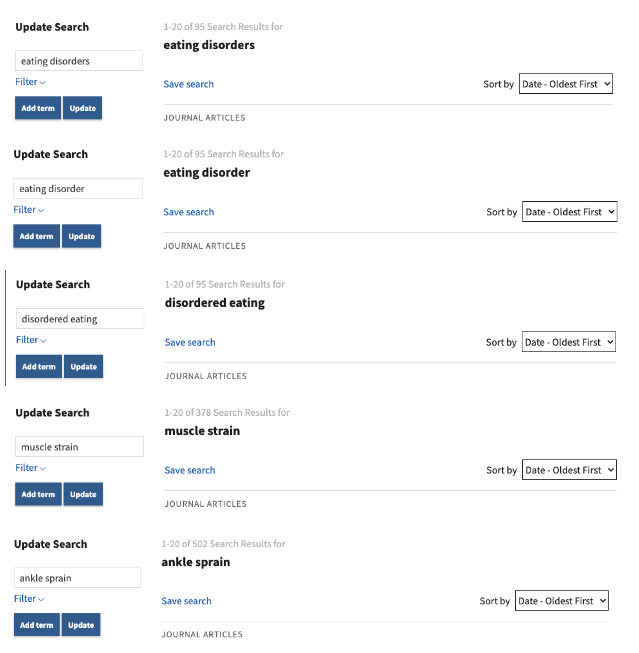 Update Search
1-20 of 95 Search Results for
eating disorders
eating disorders
Filter
Save search
Sort by Date - Oldest First
Add term Update
JOURNAL ARTICLES
Update Search
1-20 of 95 Search Results for
eating disorder
eating disorder
Filter
Save search
Sort by Date - Oldest First
Add term Update
JOURNAL ARTICLES
Update Search
1-20 of 95 Search Results for
disordered eating
disordered eating
Filter
Save search
Sort by Date - Oldest First
Add term Update
JOURNAL ARTICLES
Update Search
1-20 of 378 Search Results for
muscle strain
muscle strain
Filter
Save search
Sort by Date - Oldest First
Add term Update
JOURNAL ARTICLES
Update Search
1-20 of 502 Search Results for
ankle sprain
ankle sprain
Filter
Save search
Sort by Date - Oldest First
Add term Update
JOURNAL ARTICLES